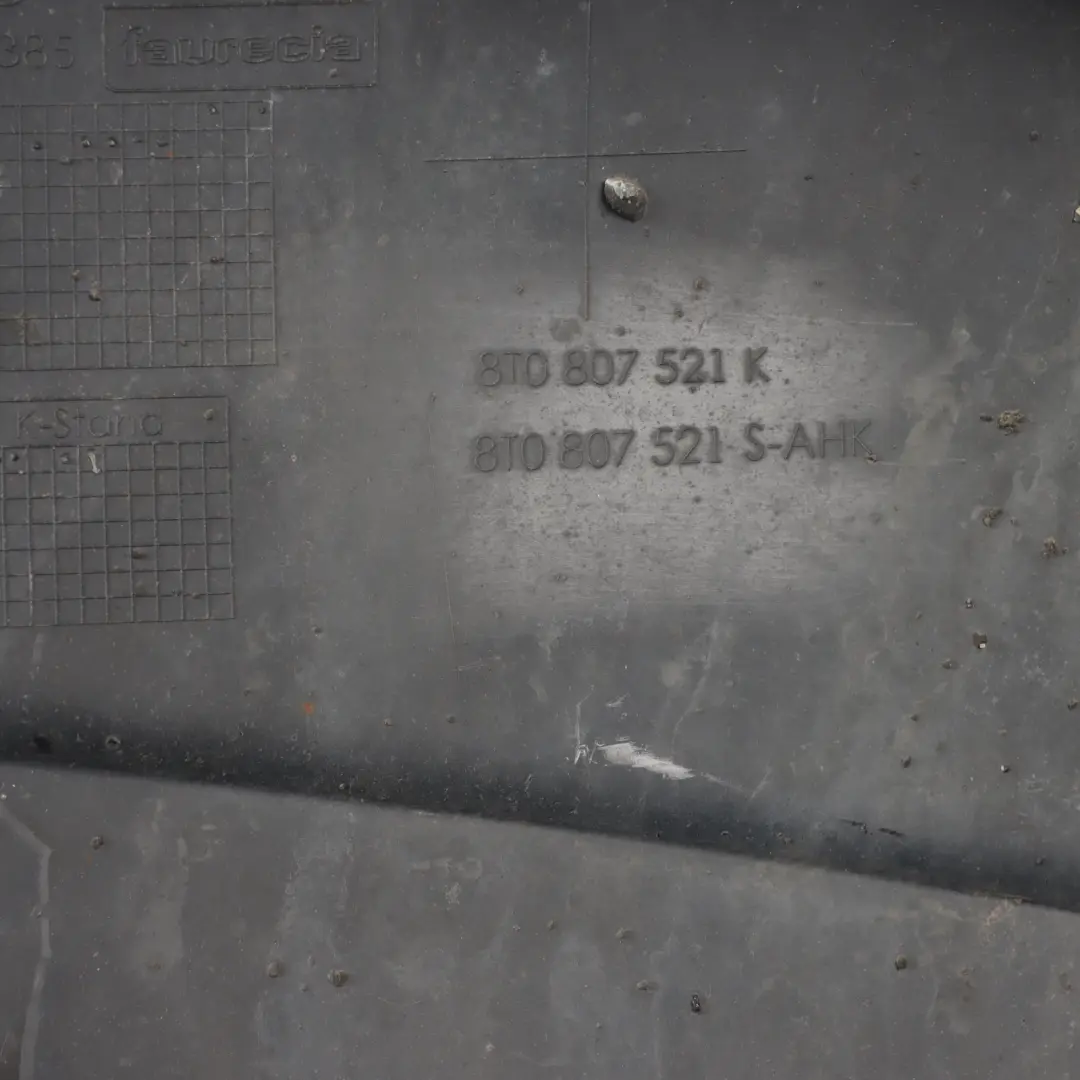 385
faurecia
8T0 807 521 K
K-Stand
8T0 807 521 S-AHK